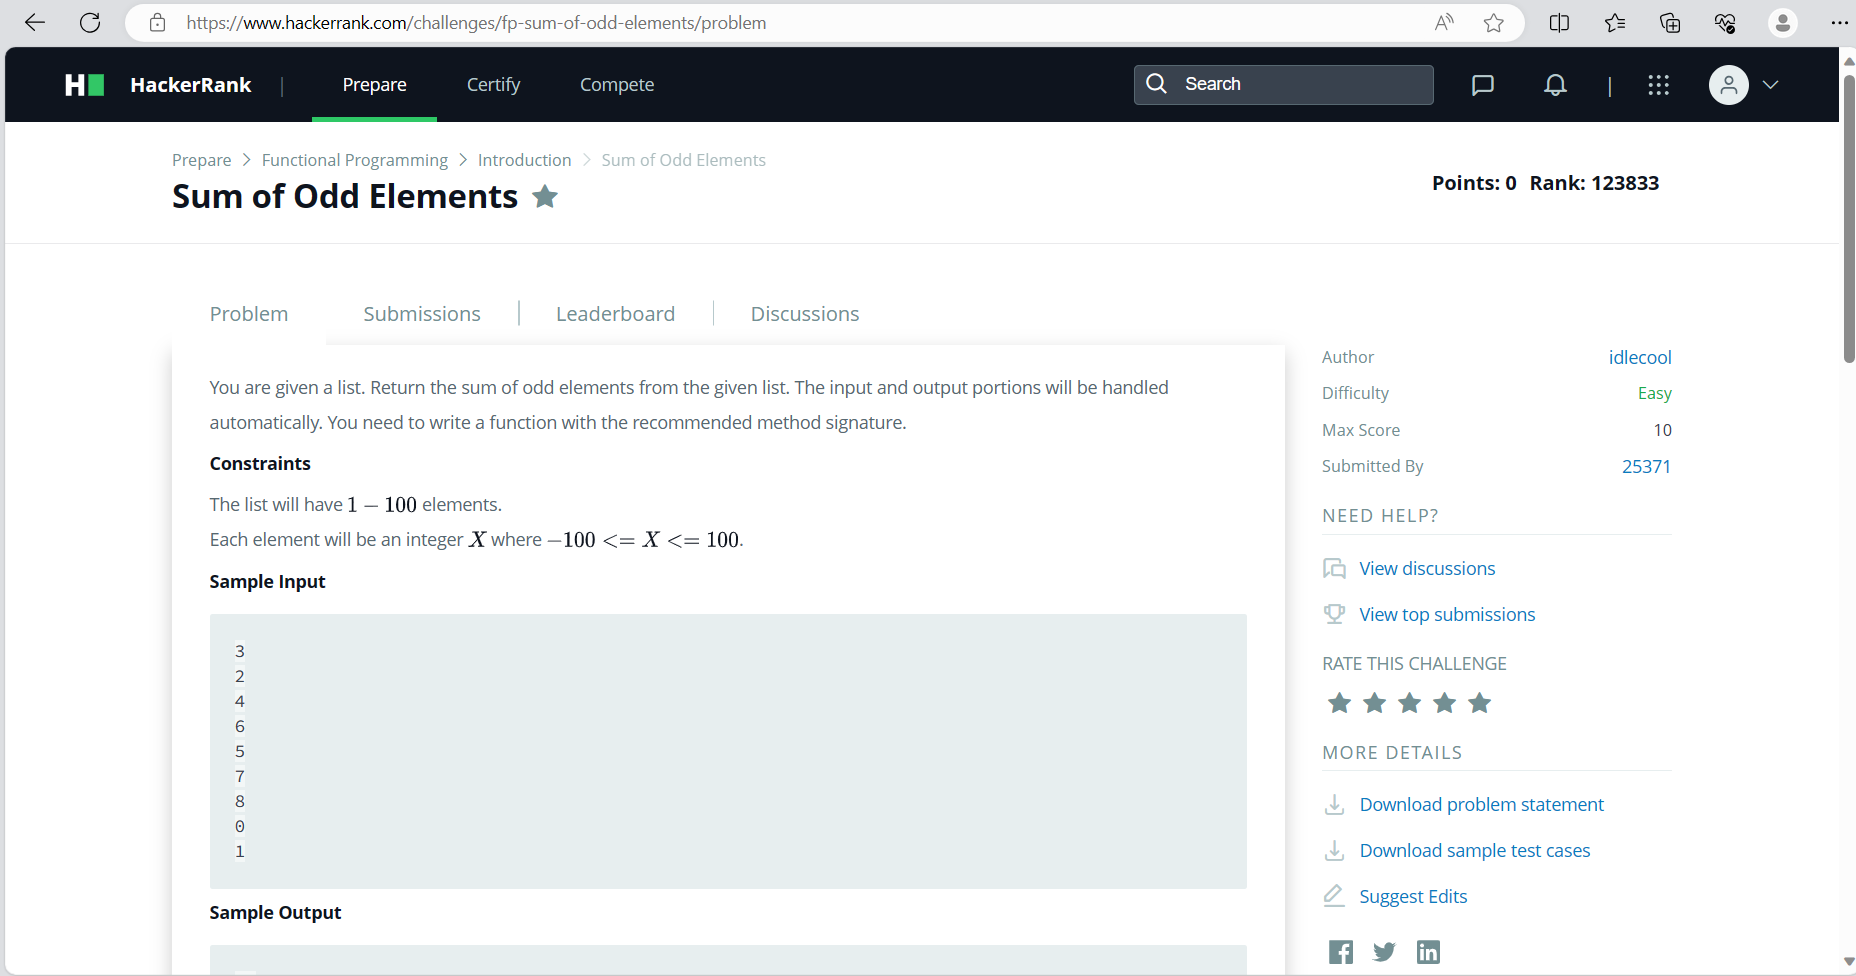 https://www.hackerrank.com/challenges/fp-sum-of-odd-elements/problem
HackerRank | Prepare Certify Compete Search
Prepare > Functional Programming > Introduction > Sum of Odd Elements
Sum of Odd Elements
Points: 0 Rank: 123833
Problem Submissions Leaderboard Discussions
You are given a list. Return the sum of odd elements from the given list. The input and output portions will be handled
automatically. You need to write a function with the recommended method signature.
Constraints
The list will have 1 – 100 elements.
Each element will be an integer X where −100 <= X <= 100.
Sample Input
3
2
4
6
5
7
8
0
1
Sample Output
Author idlecool
Difficulty Easy
Max Score 10
Submitted By 25371
NEED HELP?
View discussions
View top submissions
RATE THIS CHALLENGE
MORE DETAILS
Download problem statement
Download sample test cases
Suggest Edits